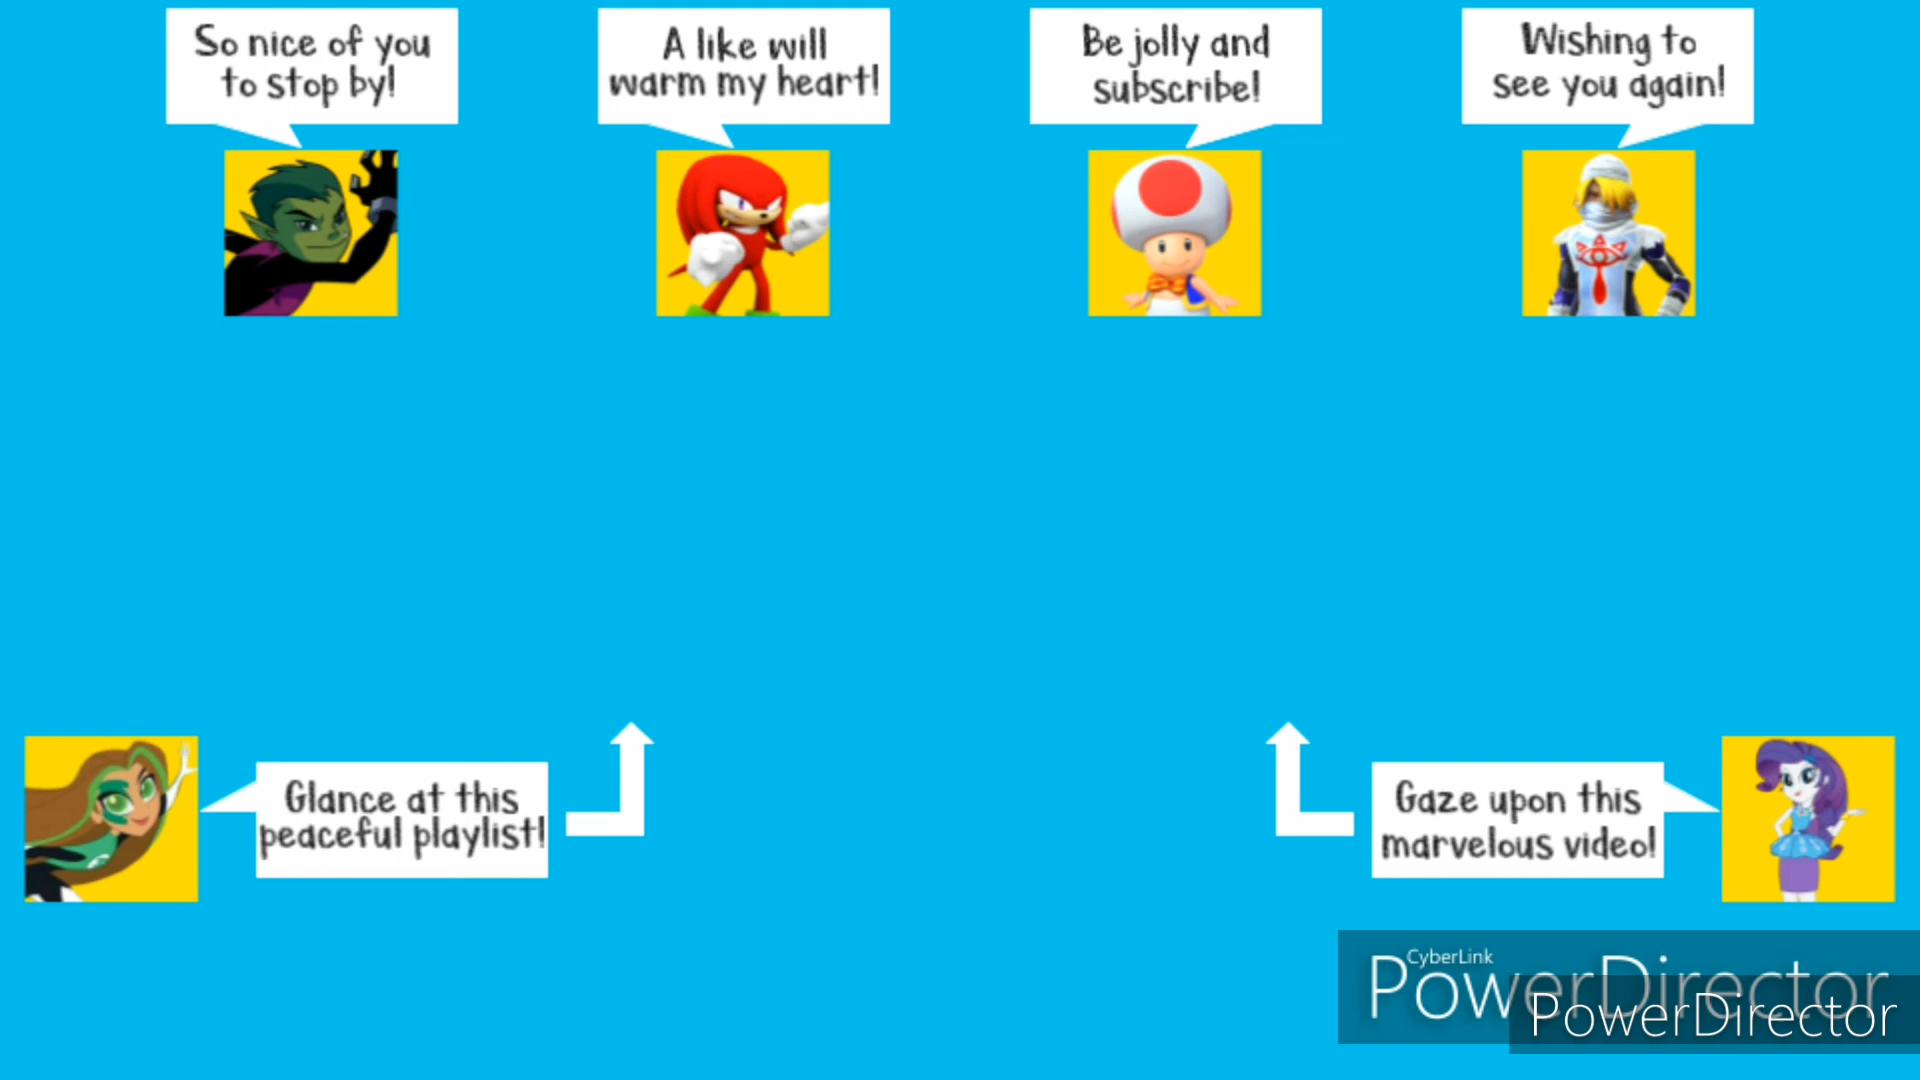 So nice of you
to stop by!
A like will
warm my heart!
Be jolly and
subscribe!
Wishing to
see you again!
Glance at this
peaceful playlist!
Gaze upon this
marvelous video!
CyberLink
PowerDirector
PowerDirector